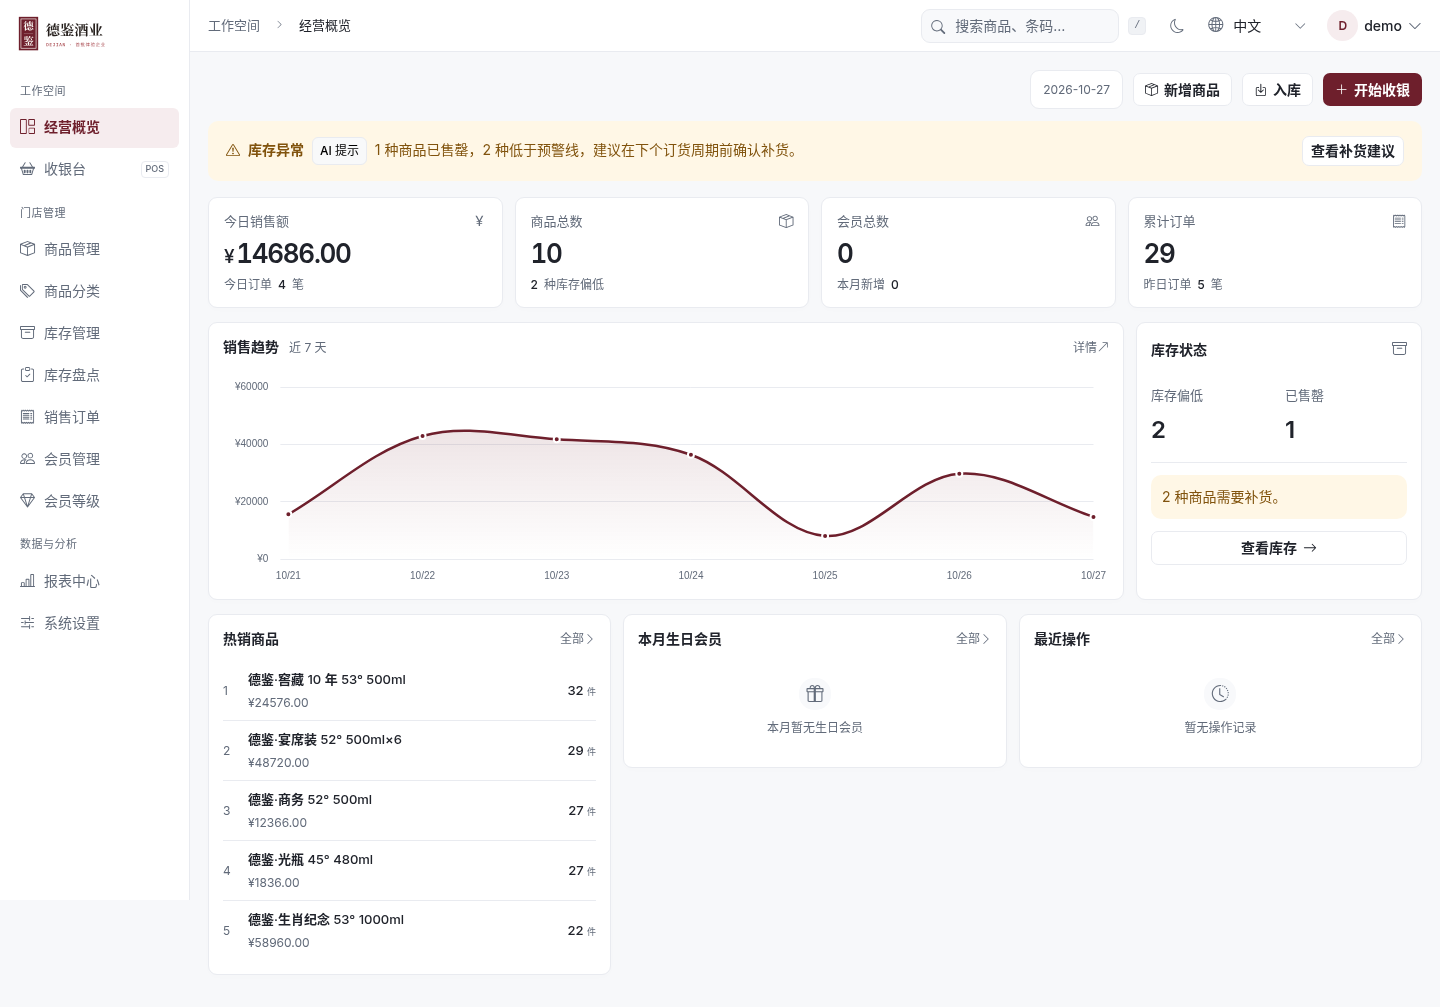 德鉴
德鉴酒业
工作空间
经营概览
收银台 POS
门店管理
商品管理
商品分类
库存管理
库存盘点
销售订单
会员管理
会员等级
数据与分析
报表中心
系统设置
工作空间 经营概览
搜索商品、条码... / 中文 D demo
2026-10-27 新增商品 入库 开始收银
库存异常 AI 提示 1 种商品已售罄，2 种低于预警线，建议在下个订货周期前确认补货。 查看补货建议
今日销售额 ¥
¥14686.00
今日订单 4 笔
商品总数
10
2 种库存偏低
会员总数
0
本月新增 0
累计订单
29
昨日订单 5 笔
销售趋势 近 7 天 详情
¥60000
¥40000
¥20000
¥0
10/21 10/22 10/23 10/24 10/25 10/26 10/27
库存状态
库存偏低 已售罄
2 1
2 种商品需要补货。
查看库存
热销商品 全部
1 德鉴·窖藏 10 年 53° 500ml 32 件
¥24576.00
2 德鉴·宴席装 52° 500ml×6 29 件
¥48720.00
3 德鉴·商务 52° 500ml 27 件
¥12366.00
4 德鉴·光瓶 45° 480ml 27 件
¥1836.00
5 德鉴·生肖纪念 53° 1000ml 22 件
¥58960.00
本月生日会员 全部
本月暂无生日会员
最近操作 全部
暂无操作记录